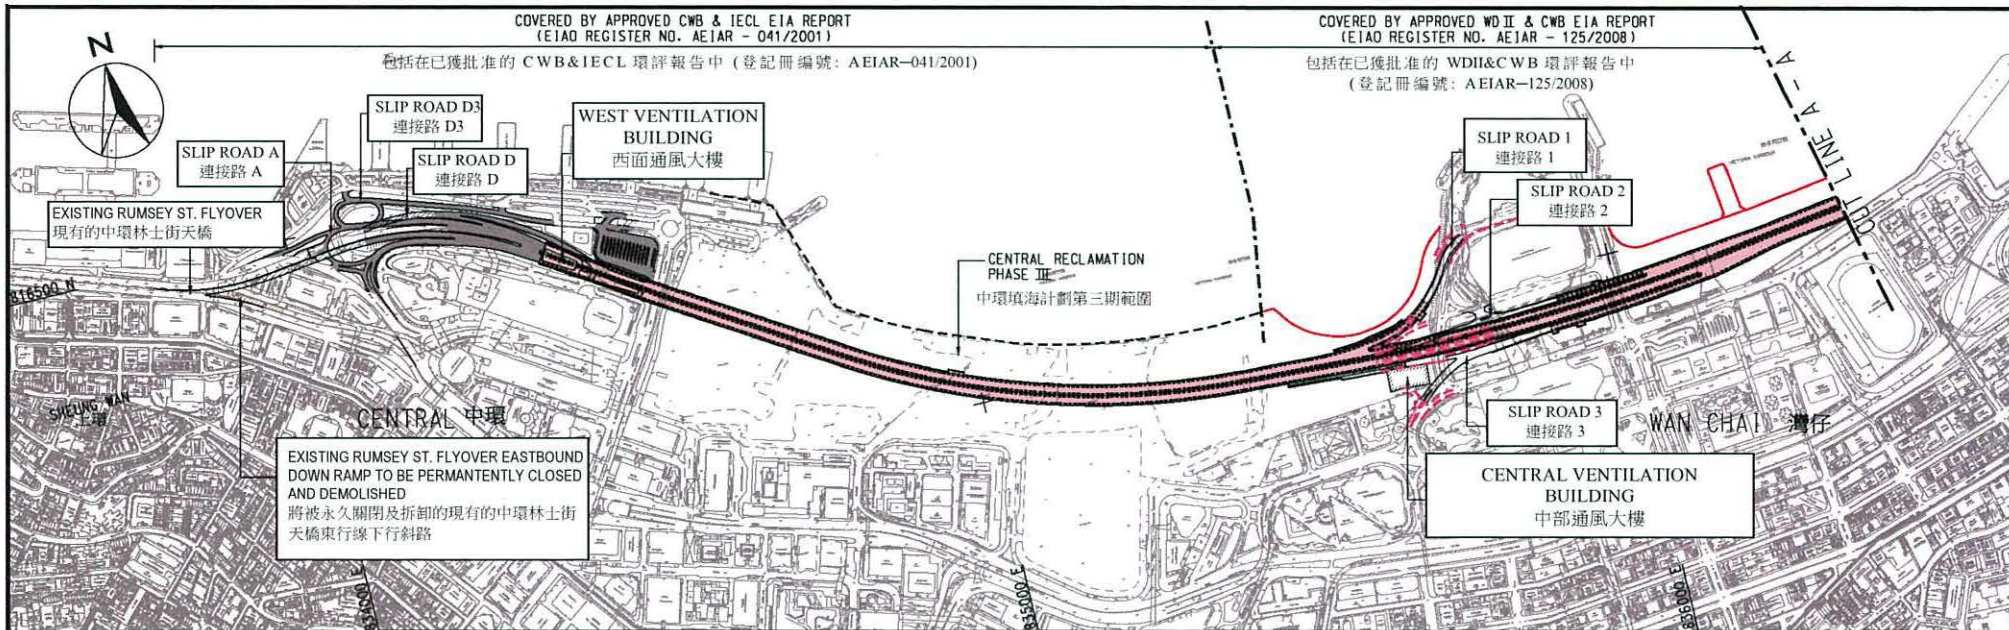 COVERED BY APPROVED CWB & IECL EIA REPORT
(EIAO REGISTER NO. AEIAR - 041/2001)
包括在已獲批准的 CWB&IECL 環評報告中 (登記冊編號: AEIAR-041/2001)
COVERED BY APPROVED WDII & CWB EIA REPORT
(EIAO REGISTER NO. AEIAR - 125/2008)
包括在已獲批准的 WDII&CWB 環評報告中
(登記冊編號: AEIAR-125/2008)
N
SLIP ROAD D3
連接路 D3
WEST VENTILATION
BUILDING
西面通風大樓
SLIP ROAD A
連接路 A
SLIP ROAD D
連接路 D
EXISTING RUMSEY ST. FLYOVER
現有的中環林士街天橋
SLIP ROAD 1
連接路 1
SLIP ROAD 2
連接路 2
CUT LINE A - A
CENTRAL RECLAMATION
PHASE III
中環填海計劃第三期範圍
816500 N
SHEUNG WAN
上環
CENTRAL 中環
SLIP ROAD 3
連接路 3
WAN CHAI 灣仔
EXISTING RUMSEY ST. FLYOVER EASTBOUND
DOWN RAMP TO BE PERMANTENTLY CLOSED
AND DEMOLISHED
將被永久關閉及拆卸的現有的中環林士街
天橋東行線下行斜路
CENTRAL VENTILATION
BUILDING
中部通風大樓
834000 E
835000 E
836000 E